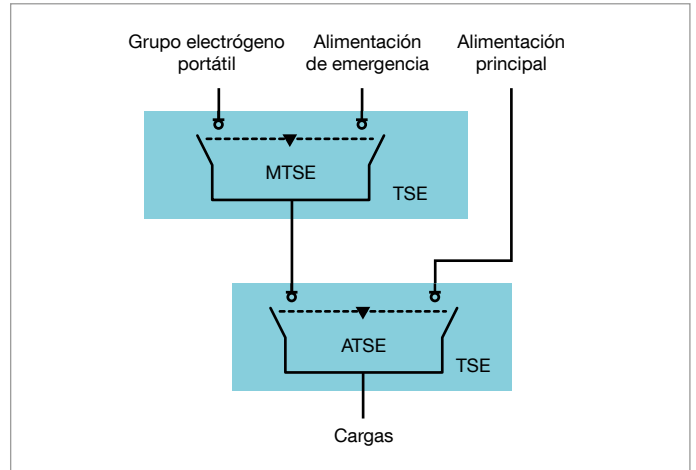 Grupo electrógeno
portátil
Alimentación
de emergencia
Alimentación
principal
MTSE
TSE
ATSE
TSE
Cargas